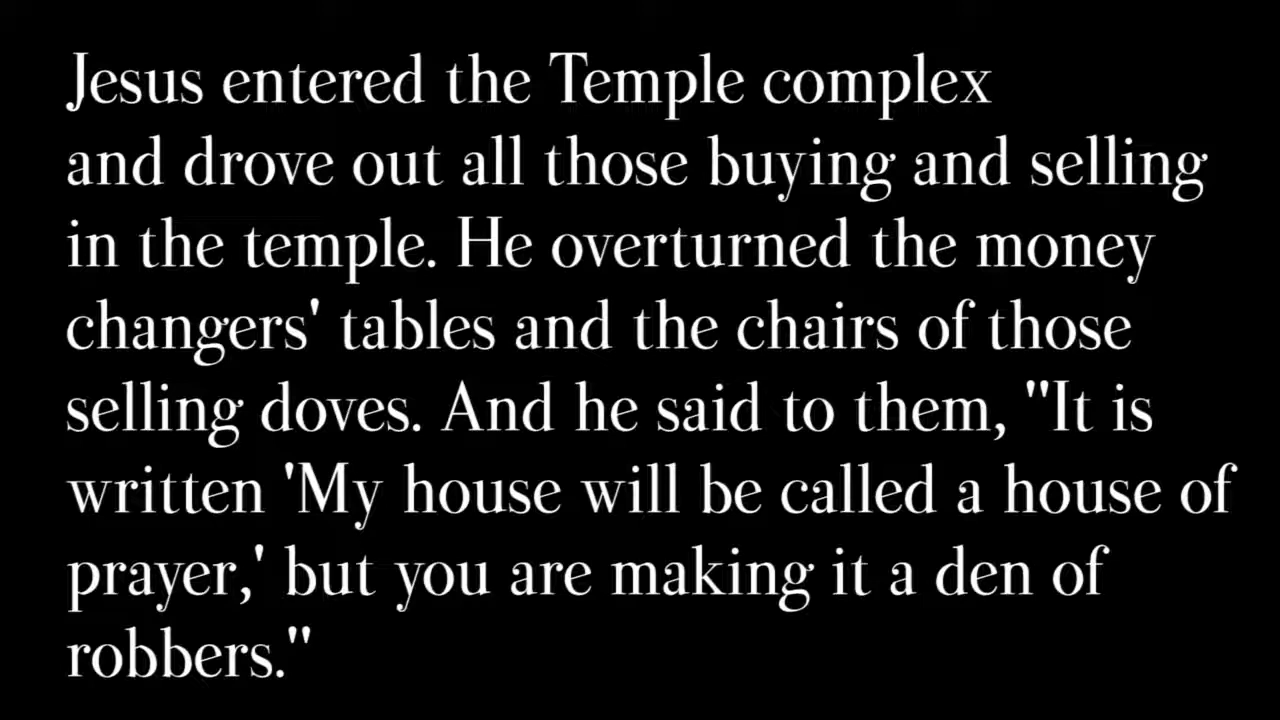 Jesus entered the Temple complex
and drove out all those buying and selling
in the temple. He overturned the money
changers' tables and the chairs of those
selling doves. And he said to them, "It is
written 'My house will be called a house of
prayer,' but you are making it a den of
robbers."